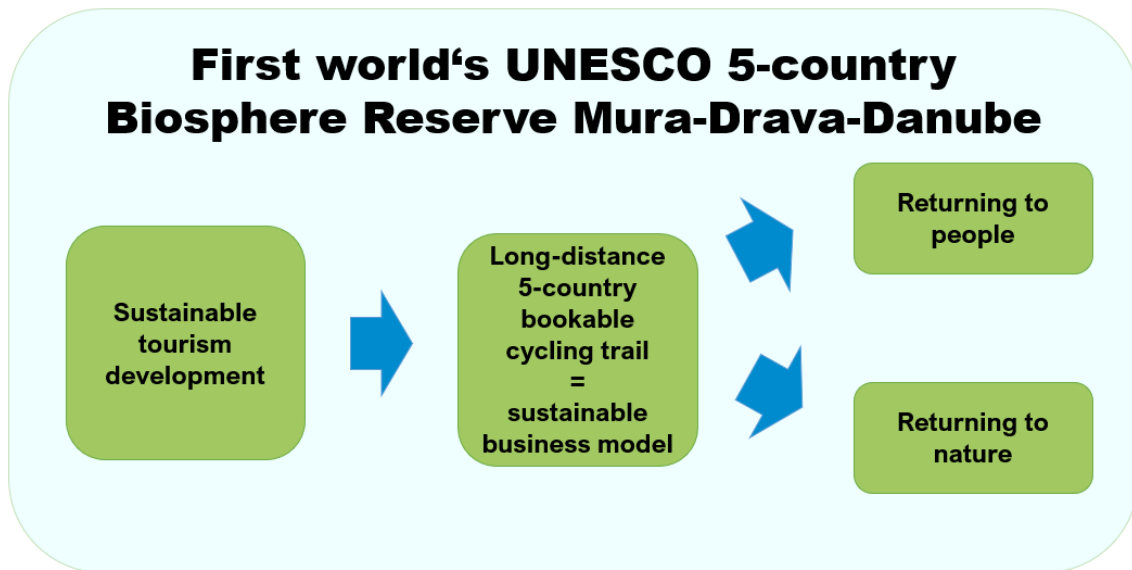 First world‘s UNESCO 5-country
Biosphere Reserve Mura-Drava-Danube
Sustainable
tourism
development
Long-distance
5-country
bookable
cycling trail
=
sustainable
business model
Returning to
people
Returning to
nature